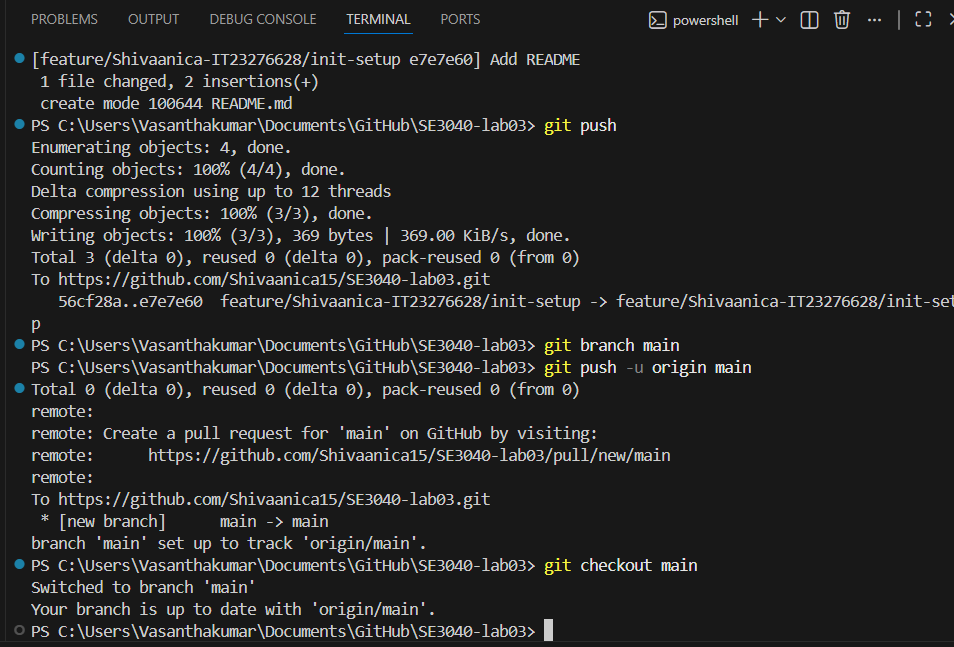 PROBLEMS OUTPUT DEBUG CONSOLE TERMINAL PORTS powershell
[feature/Shivaanica-IT23276628/init-setup e7e7e60] Add README
 1 file changed, 2 insertions(+)
 create mode 100644 README.md
PS C:\Users\Vasanthakumar\Documents\GitHub\SE3040-lab03> git push
Enumerating objects: 4, done.
Counting objects: 100% (4/4), done.
Delta compression using up to 12 threads
Compressing objects: 100% (3/3), done.
Writing objects: 100% (3/3), 369 bytes | 369.00 KiB/s, done.
Total 3 (delta 0), reused 0 (delta 0), pack-reused 0 (from 0)
To https://github.com/Shivaanica15/SE3040-lab03.git
   56cf28a..e7e7e60  feature/Shivaanica-IT23276628/init-setup -> feature/Shivaanica-IT23276628/init-set
p
PS C:\Users\Vasanthakumar\Documents\GitHub\SE3040-lab03> git branch main
PS C:\Users\Vasanthakumar\Documents\GitHub\SE3040-lab03> git push -u origin main
Total 0 (delta 0), reused 0 (delta 0), pack-reused 0 (from 0)
remote:
remote: Create a pull request for 'main' on GitHub by visiting:
remote:      https://github.com/Shivaanica15/SE3040-lab03/pull/new/main
remote:
To https://github.com/Shivaanica15/SE3040-lab03.git
 * [new branch]      main -> main
branch 'main' set up to track 'origin/main'.
PS C:\Users\Vasanthakumar\Documents\GitHub\SE3040-lab03> git checkout main
Switched to branch 'main'
Your branch is up to date with 'origin/main'.
PS C:\Users\Vasanthakumar\Documents\GitHub\SE3040-lab03>